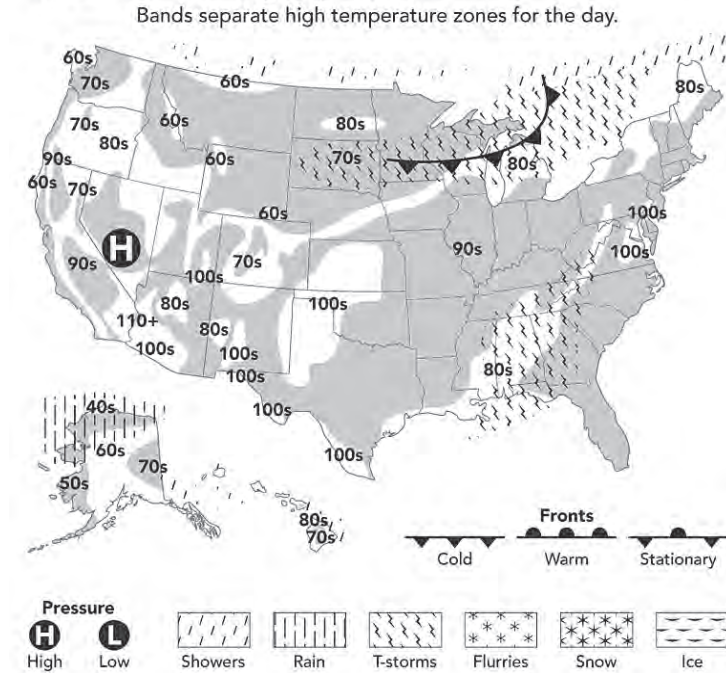 Bands separate high temperature zones for the day.
60s
70s
60s
80s
70s
80s
60s
80s
90s
60s
70s
60s
70s
80s
60s
100s
H
90s
70s
90s
100s
100s
80s
100s
110+
80s
100s
100s
100s
80s
100s
100s
40s
60s
70s
50s
80s
70s
Fronts
Cold Warm Stationary
Pressure
H L
High Low Showers Rain T-storms Flurries Snow Ice